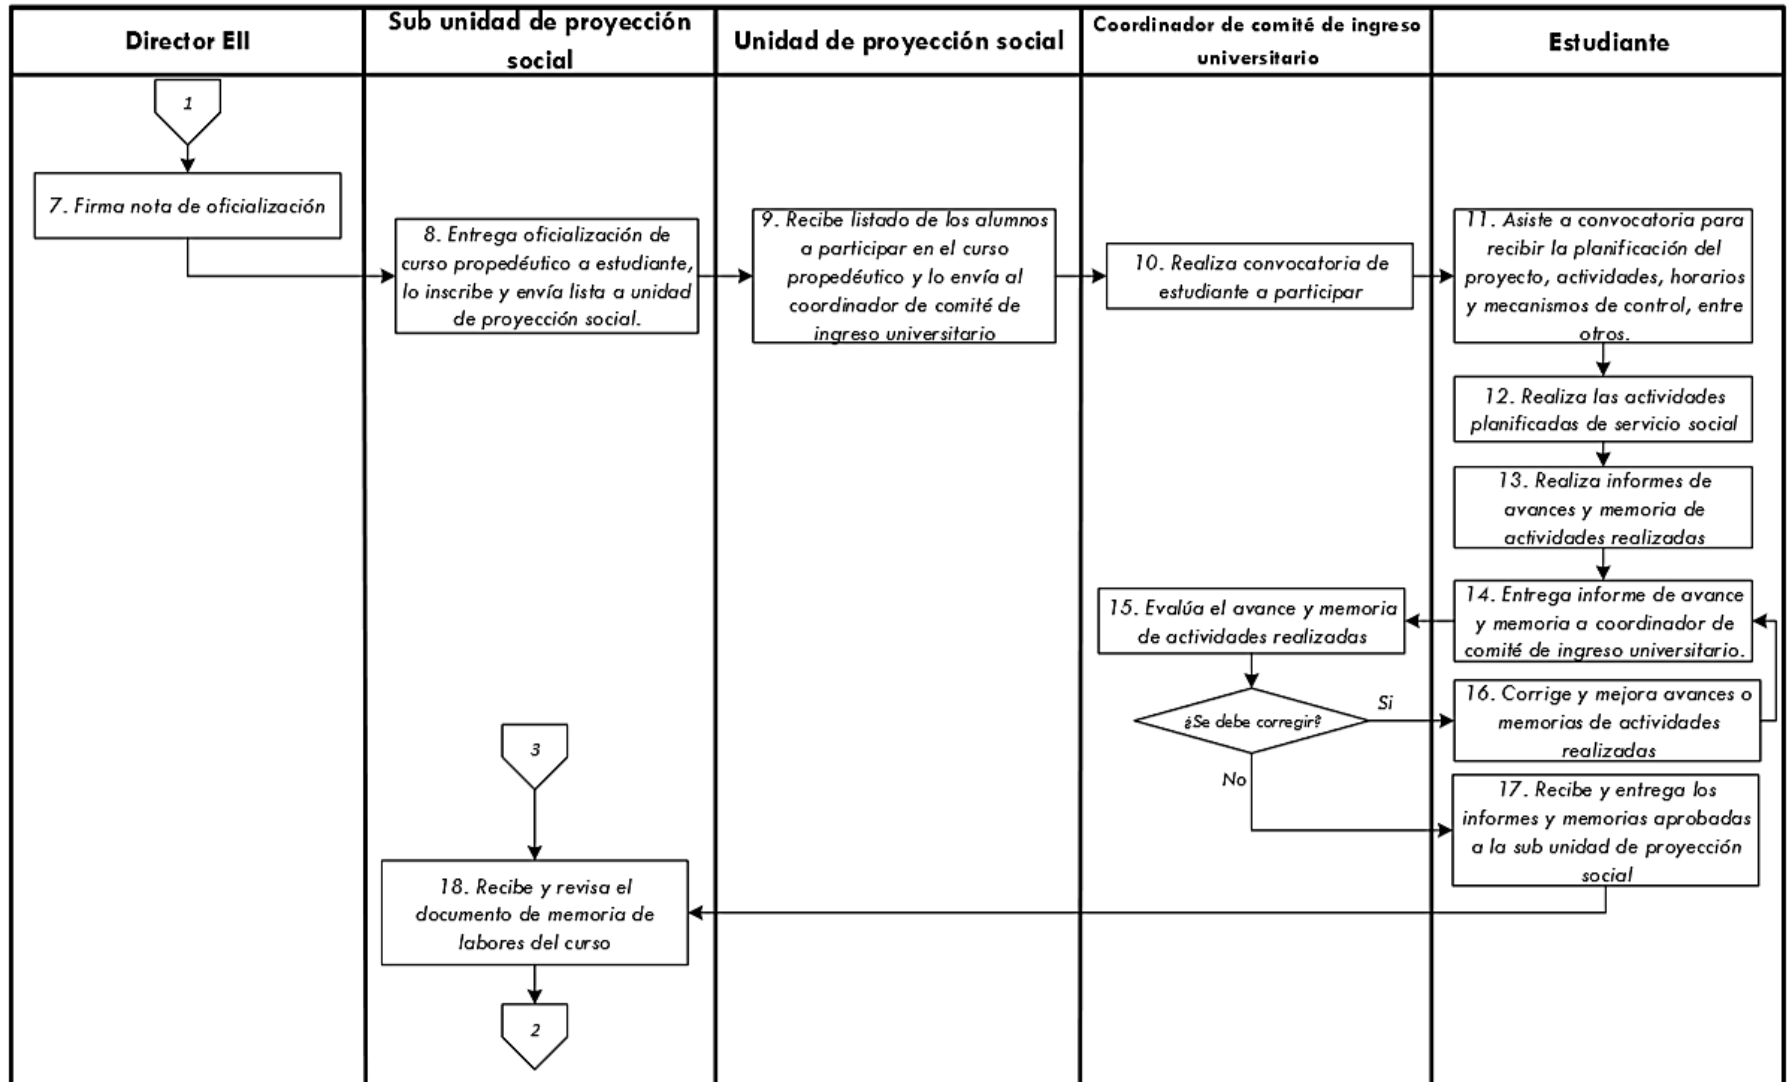 Director EII
Sub unidad de proyección
social
Unidad de proyección social
Coordinador de comité de ingreso
universitario
Estudiante
1
7. Firma nota de oficialización
8. Entrega oficialización de
curso propedéutico a estudiante,
lo inscribe y envía lista a unidad
de proyección social.
9. Recibe listado de los alumnos
a participar en el curso
propedéutico y lo envía al
coordinador de comité de
ingreso universitario
10. Realiza convocatoria de
estudiante a participar
11. Asiste a convocatoria para
recibir la planificación del
proyecto, actividades, horarios
y mecanismos de control, entre
otros.
12. Realiza las actividades
planificadas de servicio social
13. Realiza informes de
avances y memoria de
actividades realizadas
14. Entrega informe de avance
y memoria a coordinador de
comité de ingreso universitario.
15. Evalúa el avance y memoria
de actividades realizadas
¿Se debe corregir?
Si
No
16. Corrige y mejora avances o
memorias de actividades
realizadas
17. Recibe y entrega los
informes y memorias aprobadas
a la sub unidad de proyección
social
3
18. Recibe y revisa el
documento de memoria de
labores del curso
2